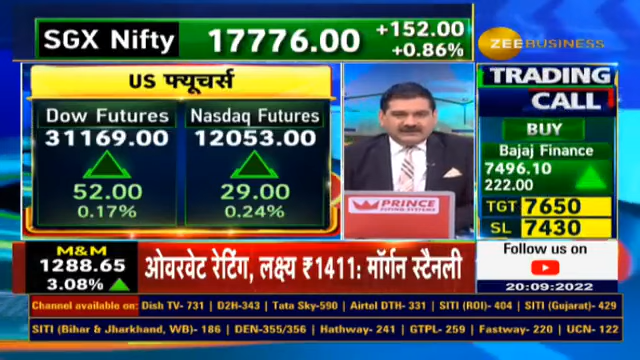 SGX Nifty 17776.00 +152.00
+0.86%
ZEE BUSINESS
US फ्यूचर्स
Dow Futures
31169.00
52.00
0.17%
Nasdaq Futures
12053.00
29.00
0.24%
PRINCE
PIPING SYSTEMS
TRADING
CALL
BUY
Bajaj Finance
7496.10
222.00
TGT 7650
SL 7430
M&M
1288.65
3.08%
ओवरवेट रेटिंग, लक्ष्य ₹1411: मॉर्गन स्टैनली
Follow us on
20:09:2022
Channel available on: Dish TV- 731 | D2H-343 | Tata Sky-590 | Airtel DTH- 331 | SITI (ROI)- 404 | SITI (Gujarat)- 429
SITI (Bihar & Jharkhand, WB)- 186 | DEN-355/356 | Hathway- 241 | GTPL- 259 | Fastway- 220 | UCN- 122